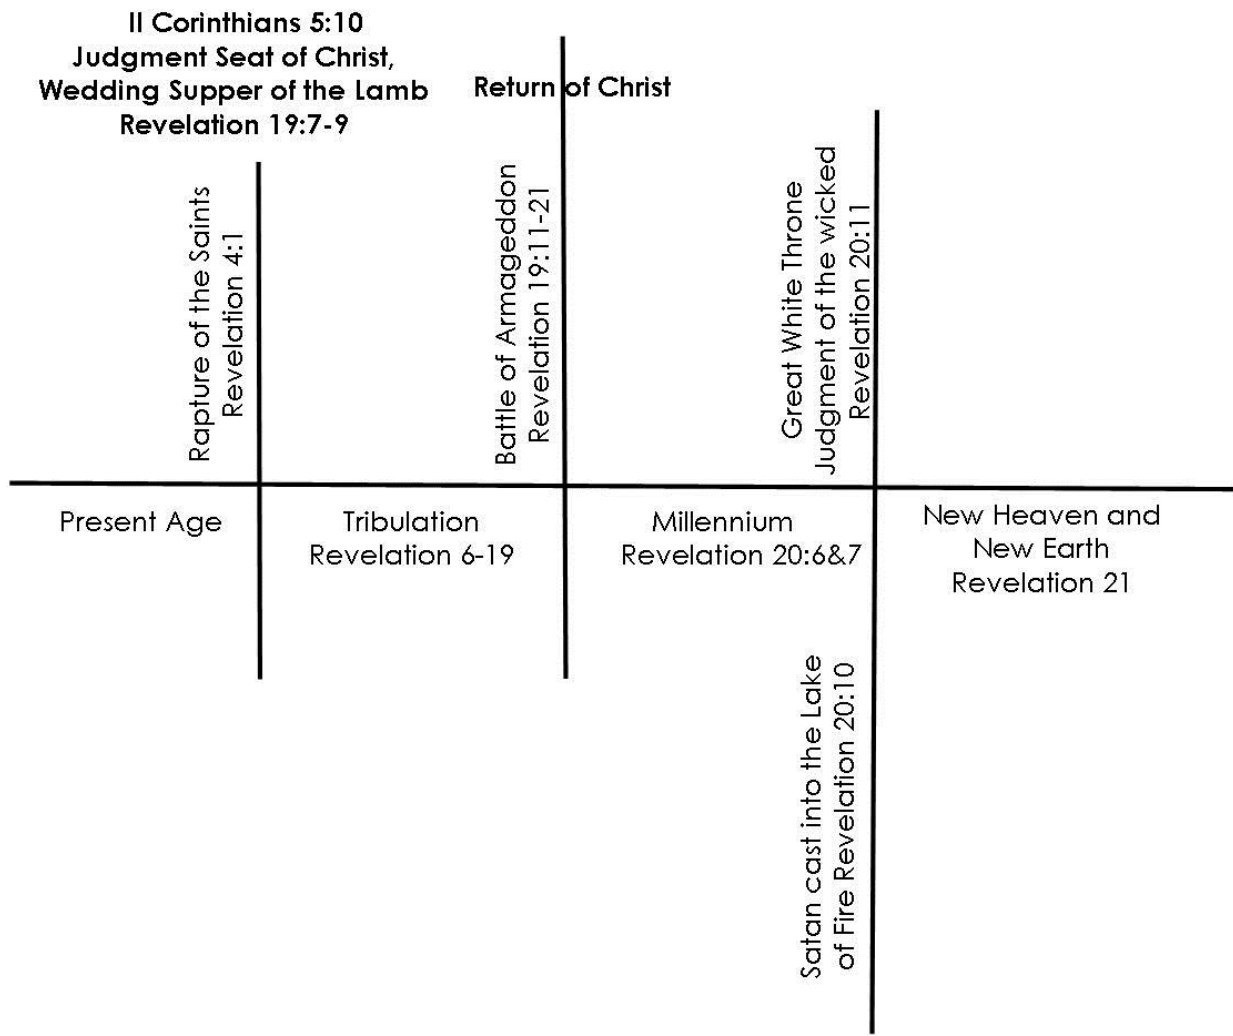 II Corinthians 5:10
Judgment Seat of Christ,
Wedding Supper of the Lamb
Revelation 19:7-9
Return of Christ
Rapture of the Saints
Revelation 4:1
Battle of Armageddon
Revelation 19:11-21
Great White Throne
Judgment of the wicked
Revelation 20:11
Present Age
Tribulation
Revelation 6-19
Millennium
Revelation 20:6&7
New Heaven and
New Earth
Revelation 21
Satan cast into the Lake
of Fire Revelation 20:10